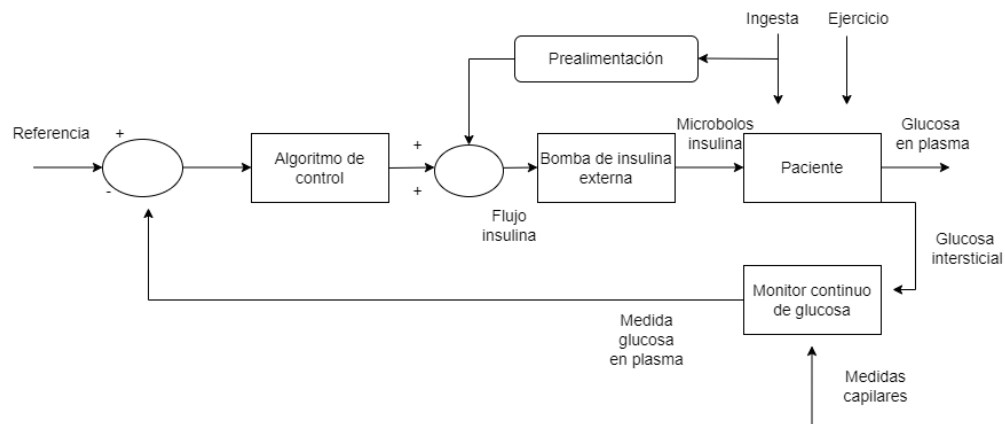 Ingesta
Ejercicio
Prealimentación
Referencia
+
-
Algoritmo de
control
+
+
Flujo
insulina
Bomba de insulina
externa
Microbolos
insulina
Paciente
Glucosa
en plasma
Glucosa
intersticial
Monitor continuo
de glucosa
Medida
glucosa
en plasma
Medidas
capilares